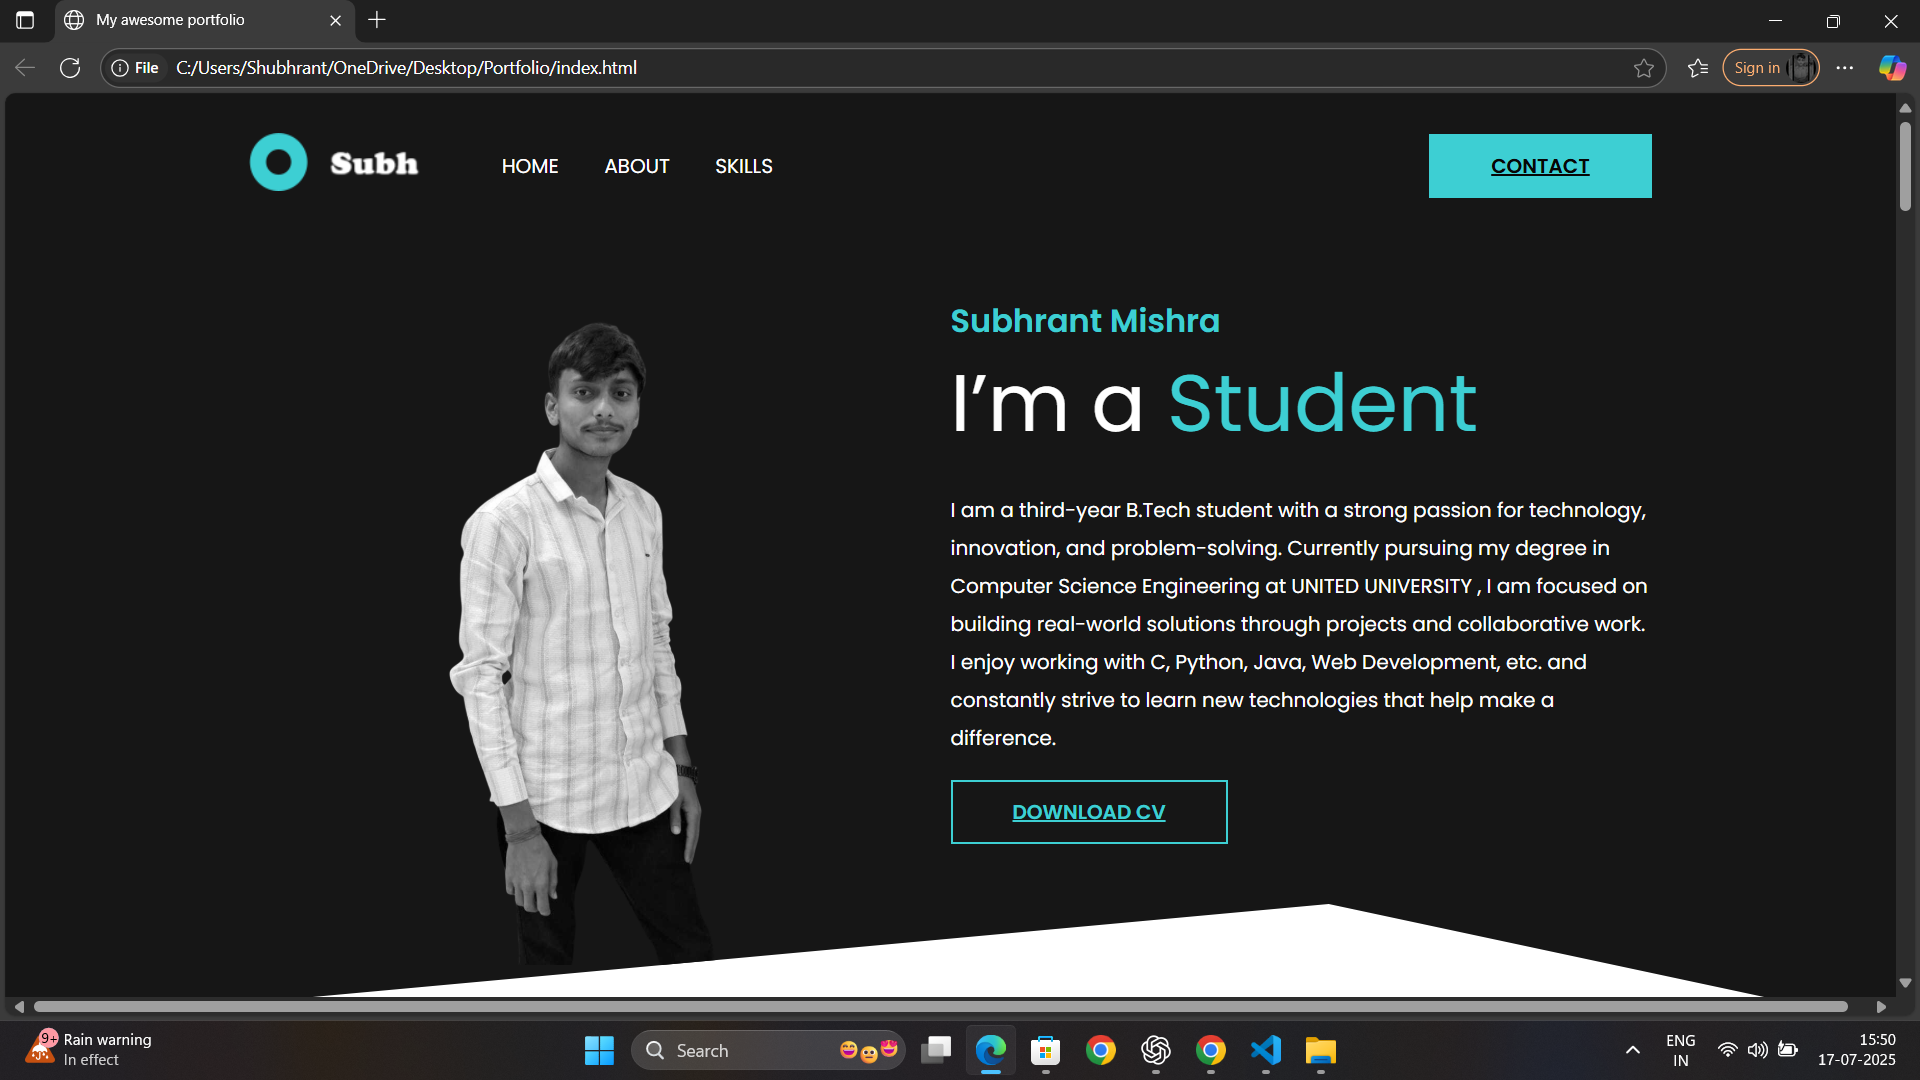 My awesome portfolio
File C:/Users/Shubhrant/OneDrive/Desktop/Portfolio/index.html
Sign in
Subh HOME ABOUT SKILLS CONTACT
Subhrant Mishra
I’m a Student
I am a third-year B.Tech student with a strong passion for technology,
innovation, and problem-solving. Currently pursuing my degree in
Computer Science Engineering at UNITED UNIVERSITY , I am focused on
building real-world solutions through projects and collaborative work.
I enjoy working with C, Python, Java, Web Development, etc. and
constantly strive to learn new technologies that help make a
difference.
DOWNLOAD CV
9+ Rain warning
In effect
Search
ENG
IN
15:50
17-07-2025